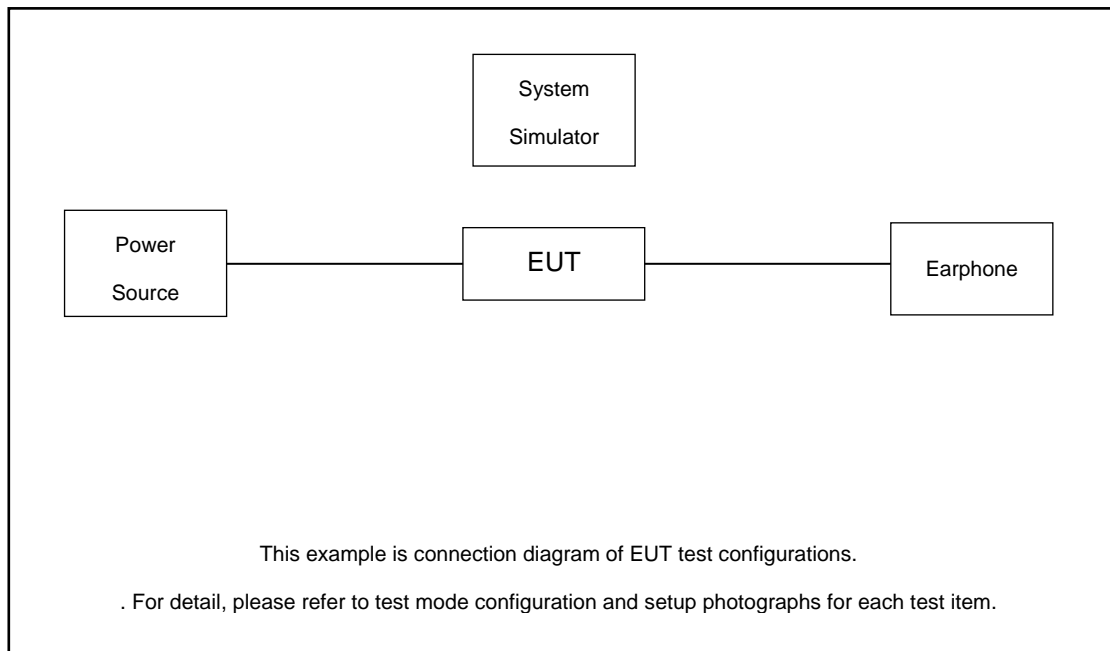 System
Simulator
Power
Source
EUT
Earphone
This example is connection diagram of EUT test configurations.
. For detail, please refer to test mode configuration and setup photographs for each test item.